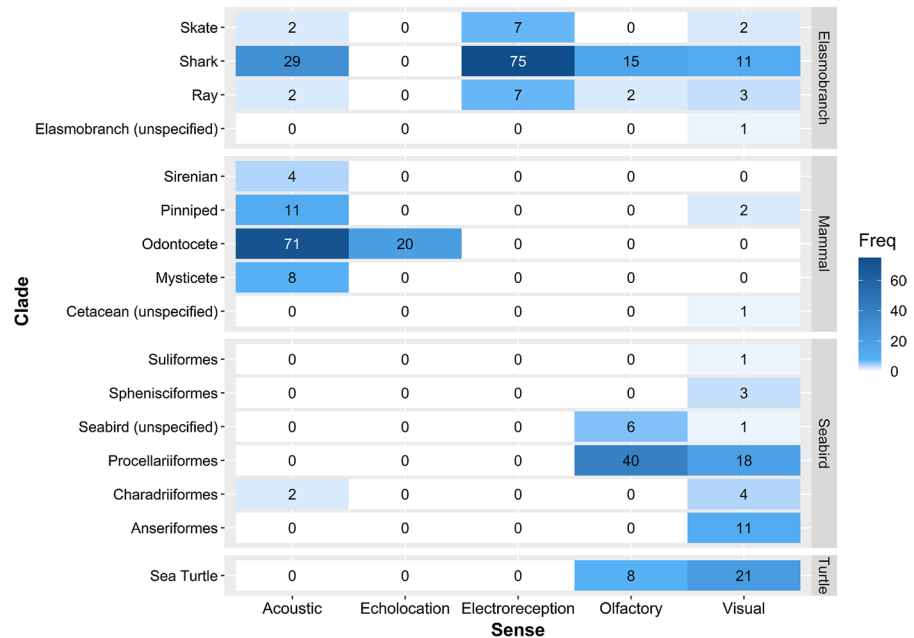 Skate 2 0 7 0 2
Shark 29 0 75 15 11
Ray 2 0 7 2 3
Elasmobranch (unspecified) 0 0 0 0 1
Elasmobranch
Sirenian 4 0 0 0 0
Pinniped 11 0 0 0 2
Odontocete 71 20 0 0 0
Mysticete 8 0 0 0 0
Cetacean (unspecified) 0 0 0 0 1
Mammal
Suliformes 0 0 0 0 1
Sphenisciformes 0 0 0 0 3
Seabird (unspecified) 0 0 0 6 1
Procellariiformes 0 0 0 40 18
Charadriiformes 2 0 0 0 4
Anseriformes 0 0 0 0 11
Seabird
Sea Turtle 0 0 0 8 21
Turtle
Acoustic Echolocation Electroreception Olfactory Visual
Sense
Clade
Freq
60
40
20
0